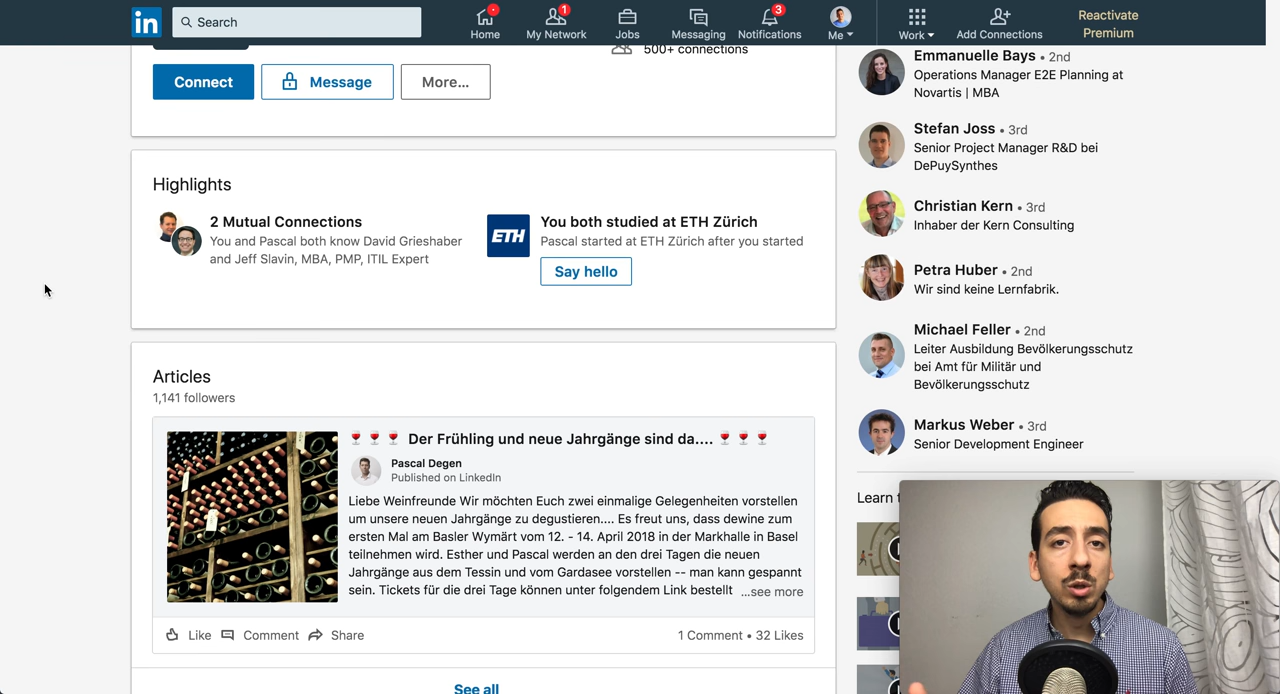 in
Search
Home
1
My Network
Jobs
Messaging
3
Notifications
Me
Work
Add Connections
Reactivate
Premium
500+ connections
Connect
Message
More...
Highlights
2 Mutual Connections
You and Pascal both know David Grieshaber
and Jeff Slavin, MBA, PMP, ITIL Expert
ETH
You both studied at ETH Zürich
Pascal started at ETH Zürich after you started
Say hello
Articles
1,141 followers
Der Frühling und neue Jahrgänge sind da....
Pascal Degen
Published on LinkedIn
Liebe Weinfreunde Wir möchten Euch zwei einmalige Gelegenheiten vorstellen
um unsere neuen Jahrgänge zu degustieren.... Es freut uns, dass dewine zum
ersten Mal am Basler Wymärt vom 12. - 14. April 2018 in der Markhalle in Basel
teilnehmen wird. Esther und Pascal werden an den drei Tagen die neuen
Jahrgänge aus dem Tessin und vom Gardasee vorstellen -- man kann gespannt
sein. Tickets für die drei Tage können unter folgendem Link bestellt ...see more
Like Comment Share
1 Comment • 32 Likes
See all
Emmanuelle Bays • 2nd
Operations Manager E2E Planning at
Novartis | MBA
Stefan Joss • 3rd
Senior Project Manager R&D bei
DePuySynthes
Christian Kern • 3rd
Inhaber der Kern Consulting
Petra Huber • 2nd
Wir sind keine Lernfabrik.
Michael Feller • 2nd
Leiter Ausbildung Bevölkerungsschutz
bei Amt für Militär und
Bevölkerungsschutz
Markus Weber • 3rd
Senior Development Engineer
Learn